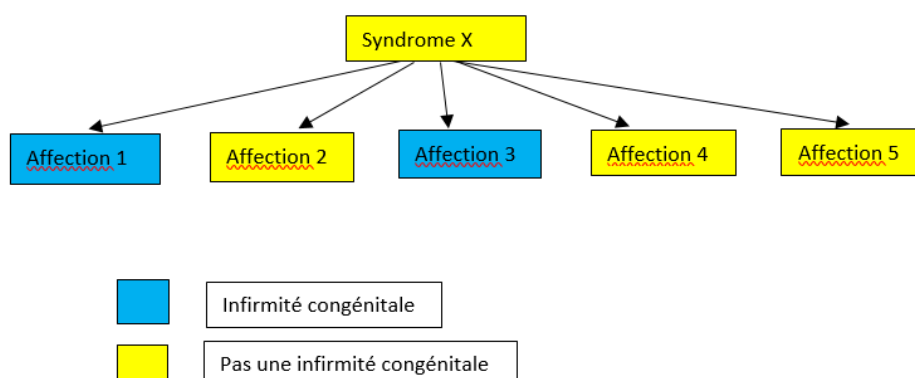 Syndrome X
Affection 1
Affection 2
Affection 3
Affection 4
Affection 5
Infirmité congénitale
Pas une infirmité congénitale